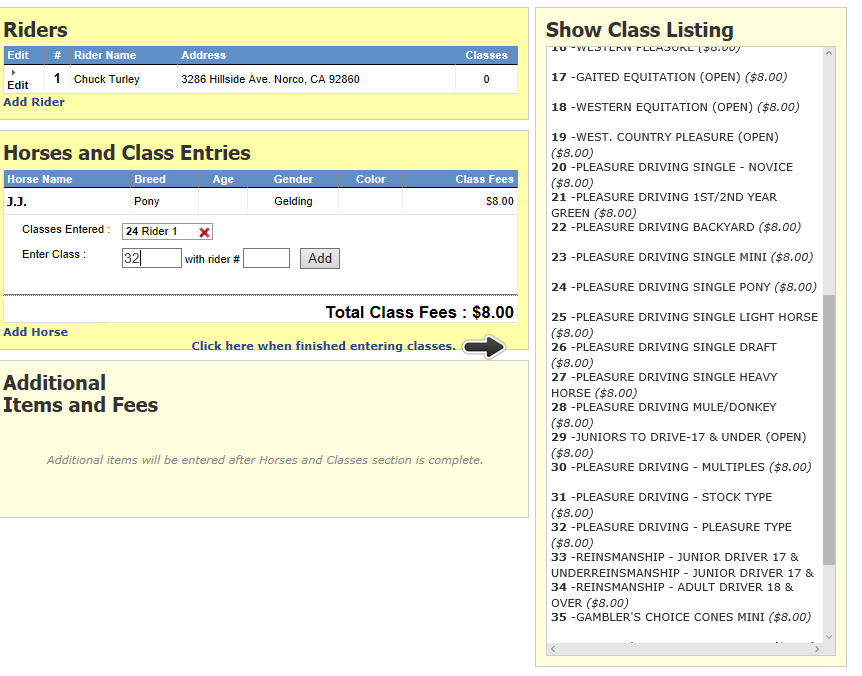 Riders
Edit # Rider Name Address Classes
Edit 1 Chuck Turley 3286 Hillside Ave. Norco, CA 92860 0
Add Rider
Horses and Class Entries
Horse Name Breed Age Gender Color Class Fees
J.J. Pony Gelding $8.00
Classes Entered : 24 Rider 1
Enter Class : 32 with rider # Add
Total Class Fees : $8.00
Add Horse
Click here when finished entering classes.
Additional
Items and Fees
Additional items will be entered after Horses and Classes section is complete.
Show Class Listing
16 -WESTERN PLEASURE ($8.00)
17 -GAITED EQUITATION (OPEN) ($8.00)
18 -WESTERN EQUITATION (OPEN) ($8.00)
19 -WEST. COUNTRY PLEASURE (OPEN)
($8.00)
20 -PLEASURE DRIVING SINGLE - NOVICE
($8.00)
21 -PLEASURE DRIVING 1ST/2ND YEAR
GREEN ($8.00)
22 -PLEASURE DRIVING BACKYARD ($8.00)
23 -PLEASURE DRIVING SINGLE MINI ($8.00)
24 -PLEASURE DRIVING SINGLE PONY ($8.00)
25 -PLEASURE DRIVING SINGLE LIGHT HORSE
($8.00)
26 -PLEASURE DRIVING SINGLE DRAFT
($8.00)
27 -PLEASURE DRIVING SINGLE HEAVY
HORSE ($8.00)
28 -PLEASURE DRIVING MULE/DONKEY
($8.00)
29 -JUNIORS TO DRIVE-17 & UNDER (OPEN)
($8.00)
30 -PLEASURE DRIVING - MULTIPLES ($8.00)
31 -PLEASURE DRIVING - STOCK TYPE
($8.00)
32 -PLEASURE DRIVING - PLEASURE TYPE
($8.00)
33 -REINSMANSHIP - JUNIOR DRIVER 17 &
UNDERREINSMANSHIP - JUNIOR DRIVER 17 &
34 -REINSMANSHIP - ADULT DRIVER 18 &
OVER ($8.00)
35 -GAMBLER'S CHOICE CONES MINI ($8.00)